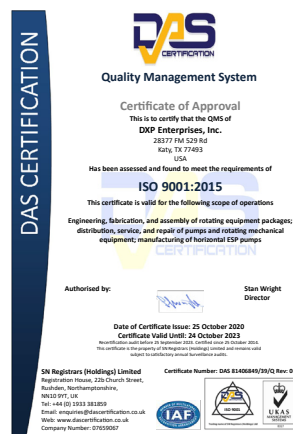 DAS
CERTIFICATION
DAS CERTIFICATION
Quality Management System
Certificate of Approval
This is to certify that the QMS of
DXP Enterprises, Inc.
28377 FM 529 Rd
Katy, TX 77493
USA
Has been assessed and found to meet the requirements of
ISO 9001:2015
This certificate is valid for the following scope of operations
Engineering, fabrication, and assembly of rotating equipment packages;
distribution, service, and repair of pumps and rotating mechanical
equipment; manufacturing of horizontal ESP pumps
CERTIFICATION
Authorised by:
Stan Wright
Director
Date of Certificate Issue: 25 October 2020
Certificate Valid Until: 24 October 2023
Recertification audit before 25 September 2023. Certified since 25 October 2014.
This certificate is the property of SN Registrars (Holdings) Limited and remains valid
subject to satisfactory annual Surveillance audits.
SN Registrars (Holdings) Limited
Registration House, 22b Church Street,
Rushden, Northamptonshire,
NN10 9YT, UK
Tel: +44 (0) 1933 381859
Email: enquiries@dascertification.co.uk
Web: www.dascertification.co.uk
Company Number: 07659067
Certificate Number: DAS 81406849/39/Q Rev: 0
IAF
ISO 9001
UKAS
MANAGEMENT
SYSTEMS